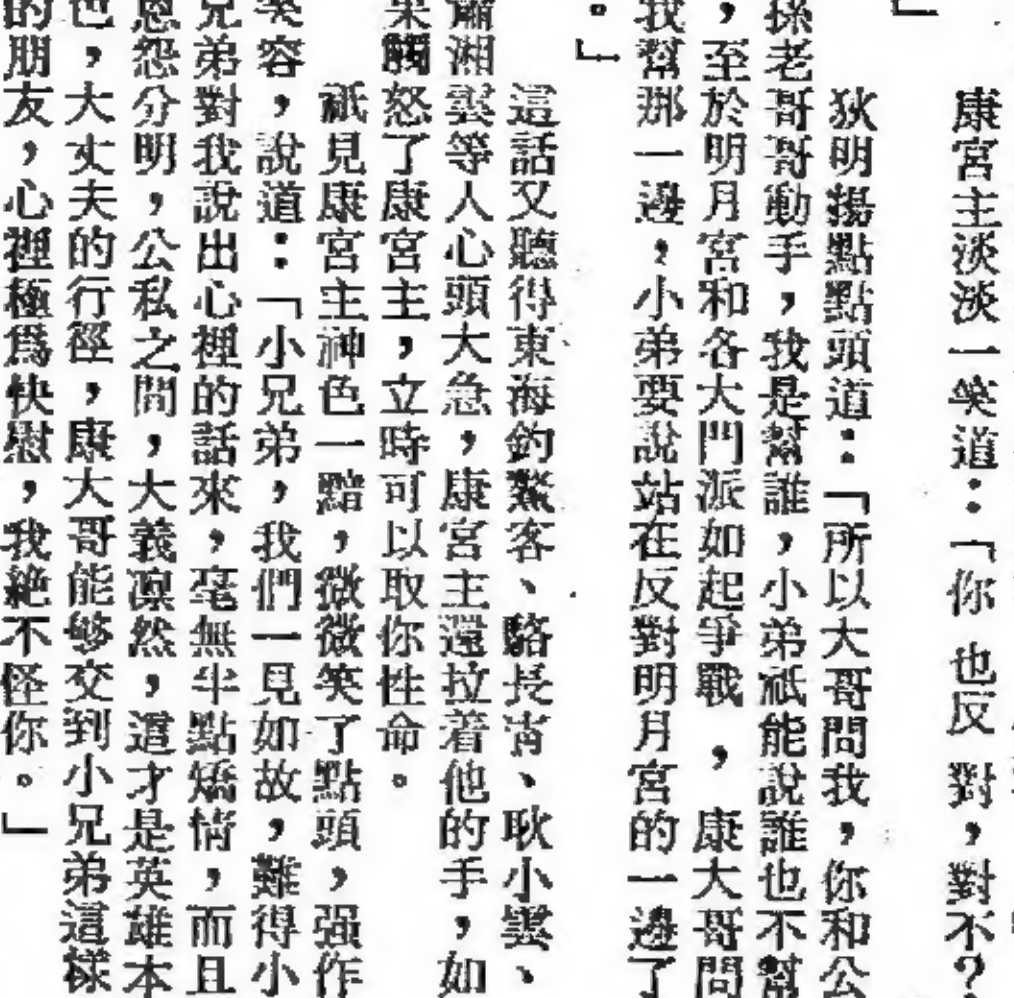 」
康宮主淡淡一笑道：「你也反對，對不？
狄明揚點點頭道：「所以大哥問我，你和公
孫老哥哥動手，我是幫誰，小弟祇能說誰也不幫
，至於明月宮和各大門派如起爭戰，康大哥問
我幫那一邊，小弟要說站在反對明月宮的一邊了
。」
這話又聽得東海釣鰲客、駱長青、耿小雲、
湘雲等人心頭大急，康宮主還拉着他的手，如
果觸怒了康宮主，立時可以取你性命。
祇見康宮主神色一黯，微微笑了點頭，强作
笑容，說道：「小兄弟，我們一見如故，難得小
兄弟對我說出心裡的話來，毫無半點矯情，而且
恩怨分明，公私之間，大義凜然，這才是英雄本
色，大丈夫的行徑，康大哥能够交到小兄弟這樣
的朋友，心裡極爲快慰，我絶不怪你。」